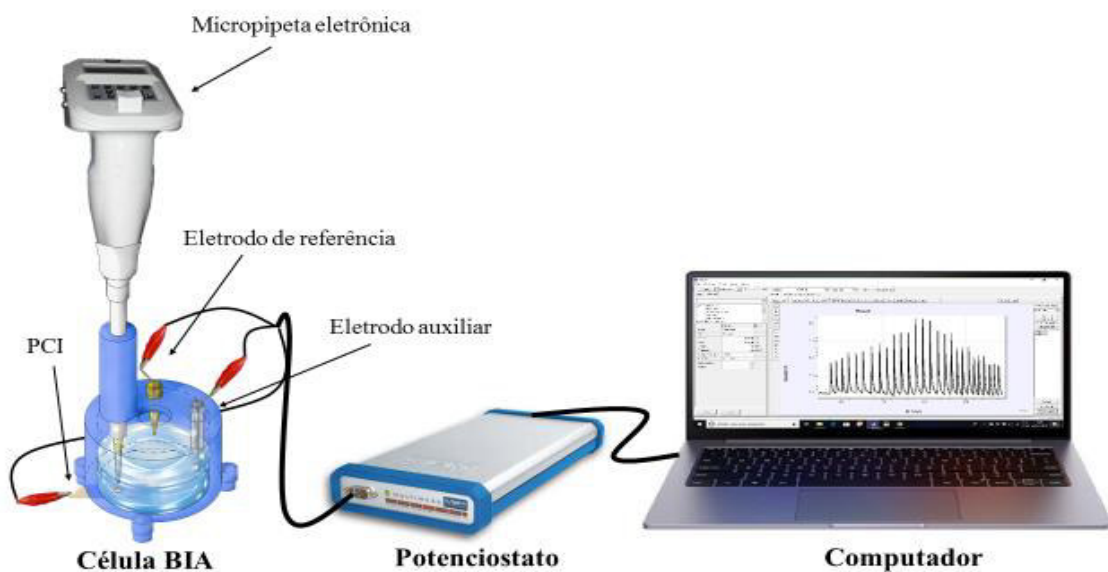 Micropipeta eletrônica
Eletrodo de referência
Eletrodo auxiliar
PCI
Célula BIA
Potenciostato
Computador